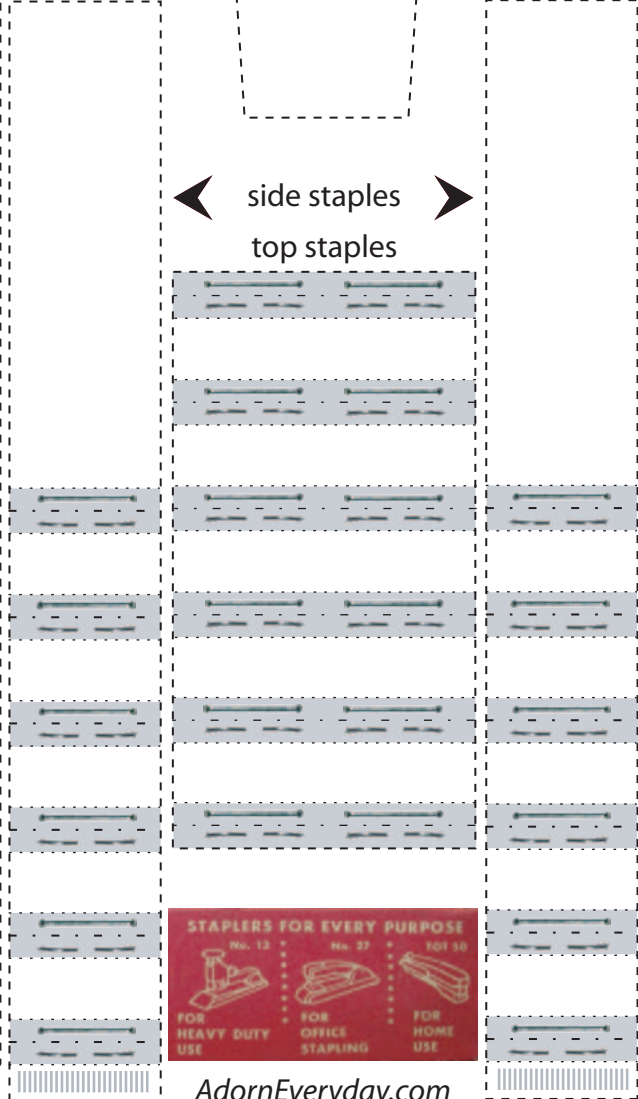 side staples
top staples
STAPLERS FOR EVERY PURPOSE
No. 13
No. 27
TOT 50
FOR
HEAVY DUTY
USE
FOR
OFFICE
STAPLING
FOR
HOME
USE
AdornEveryday.com